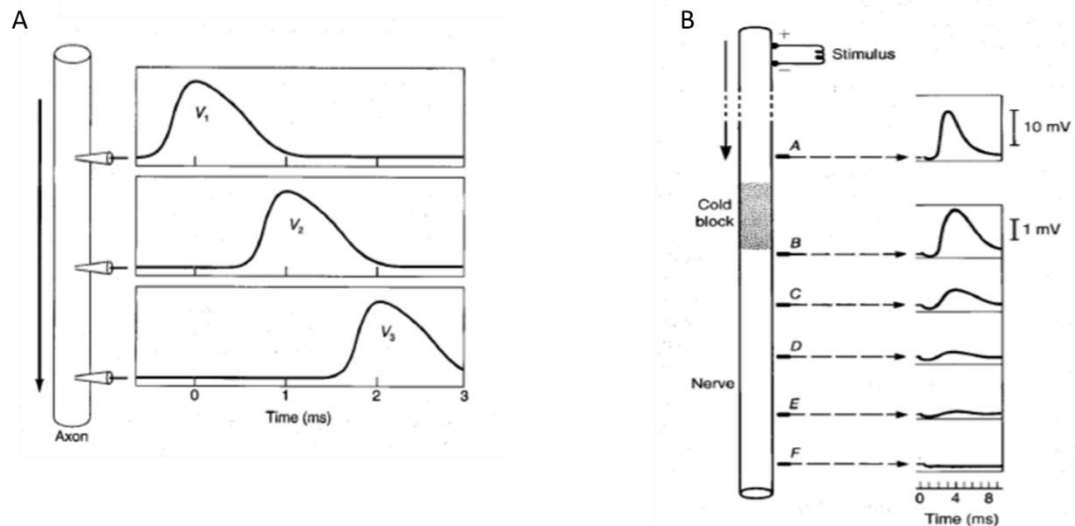 A
V1
V2
V3
0 1 2 3
Time (ms)
Axon
B
+
−
Stimulus
A
10 mV
Cold
block
B
1 mV
C
D
Nerve
E
F
0 4 8
Time (ms)